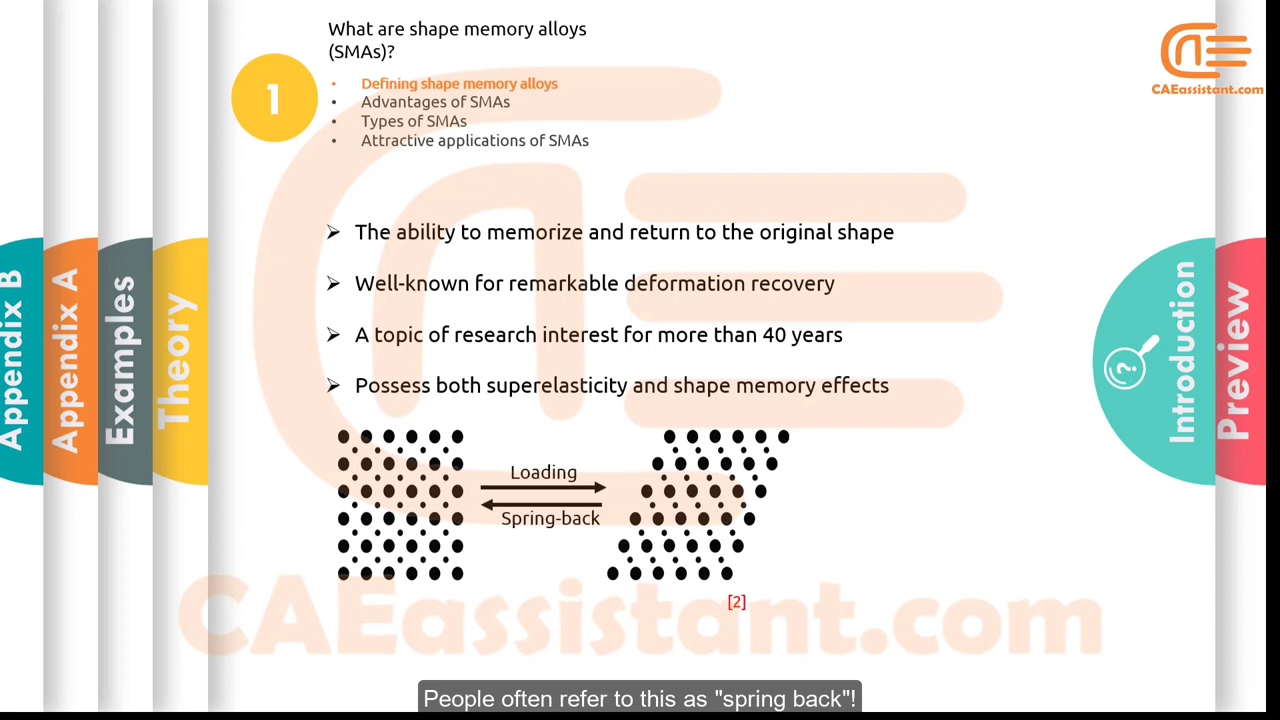 What are shape memory alloys
(SMAs)?
1
• Defining shape memory alloys
• Advantages of SMAs
• Types of SMAs
• Attractive applications of SMAs
CAEassistant.com
➢ The ability to memorize and return to the original shape
➢ Well-known for remarkable deformation recovery
➢ A topic of research interest for more than 40 years
➢ Possess both superelasticity and shape memory effects
Appendix B
Appendix A
Examples
Theory
?
Introduction
Preview
Loading
Spring-back
[2]
CAEassistant.com
People often refer to this as "spring back"!